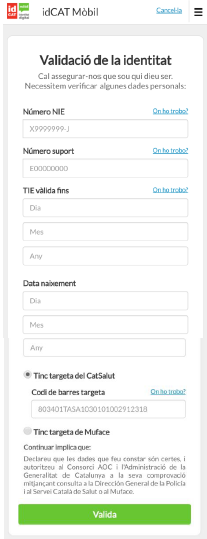 id
CAT
idCAT Mòbil
Cancel·la
Validació de la identitat
Cal assegurar-nos que sou qui dieu ser.
Necessitem verificar algunes dades personals:
Número NIE On ho trobo?
X9999999-J
Número suport On ho trobo?
E00000000
TIE vàlida fins On ho trobo?
Dia
Mes
Any
Data naixement
Dia
Mes
Any
Tinc targeta del CatSalut
Codi de barres targeta On ho trobo?
803401TASA1030101002912318
Tinc targeta de Muface
Continuar implica que:
Declareu que les dades que feu constar són certes, i
autoritzeu al Consorci AOC i l'Administració de la
Generalitat de Catalunya a la seva comprovació
mitjançant consulta a la Dirección General de la Policía
i al Servei Català de Salut o al Muface.
Valida